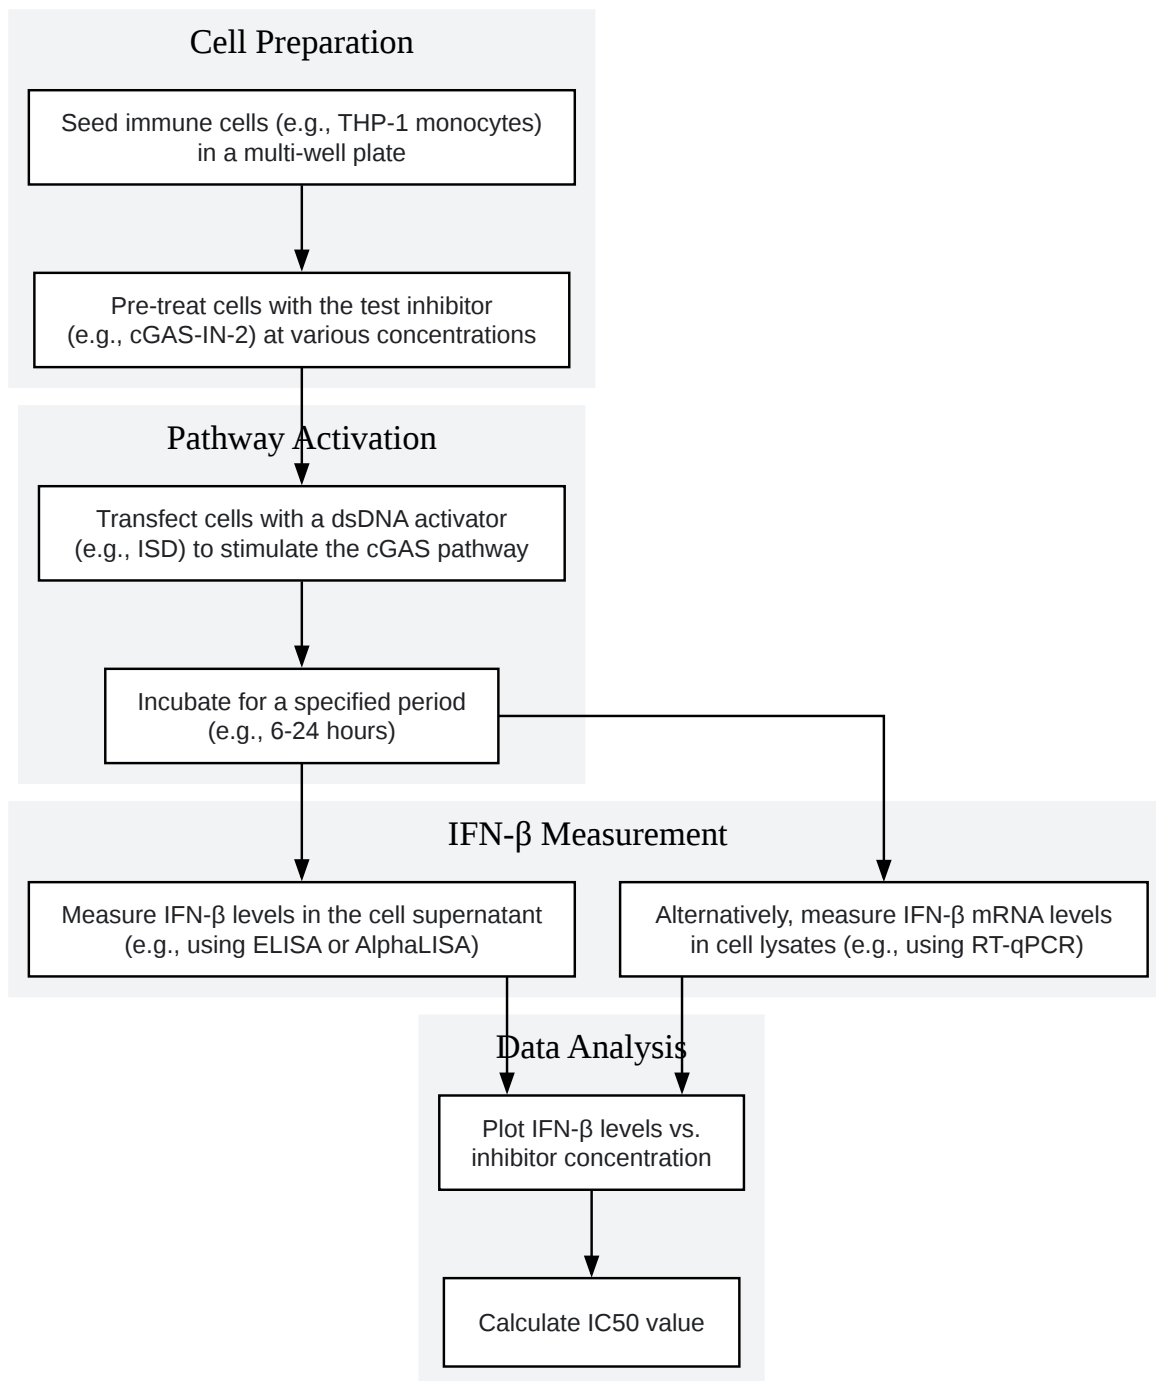 Cell Preparation
Seed immune cells (e.g., THP-1 monocytes)
in a multi-well plate
Pre-treat cells with the test inhibitor
(e.g., cGAS-IN-2) at various concentrations
Pathway Activation
Transfect cells with a dsDNA activator
(e.g., ISD) to stimulate the cGAS pathway
Incubate for a specified period
(e.g., 6-24 hours)
IFN-β Measurement
Measure IFN-β levels in the cell supernatant
(e.g., using ELISA or AlphaLISA)
Alternatively, measure IFN-β mRNA levels
in cell lysates (e.g., using RT-qPCR)
Data Analysis
Plot IFN-β levels vs.
inhibitor concentration
Calculate IC50 value